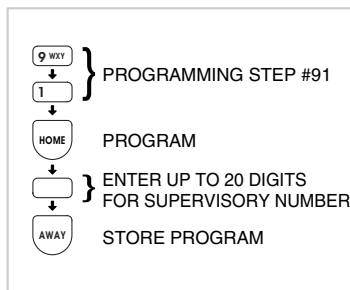 9 WXY
1
PROGRAMMING STEP #91
HOME
PROGRAM
ENTER UP TO 20 DIGITS
FOR SUPERVISORY NUMBER
AWAY
STORE PROGRAM